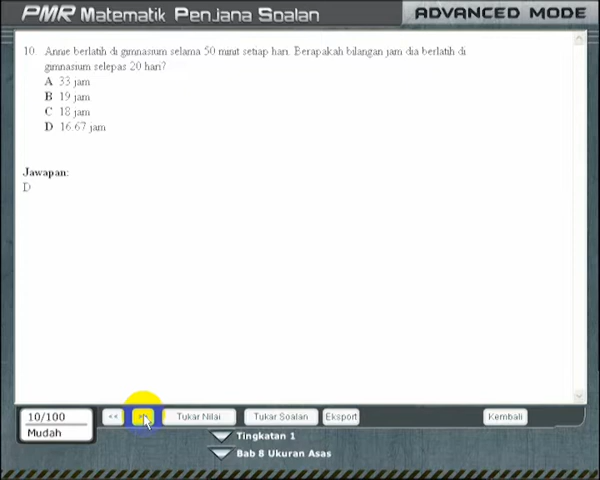 PMR Matematik Penjana Soalan
ADVANCED MODE
10. Anne berlatih di gimnasium selama 50 minit setiap hari. Berapakah bilangan jam dia berlatih di
gimnasium selepas 20 hari?
A 33 jam
B 19 jam
C 18 jam
D 16.67 jam
Jawapan:
D
10/100
Mudah
<<
>>
Tukar Nilai
Tukar Soalan
Eksport
Kembali
Tingkatan 1
Bab 8 Ukuran Asas